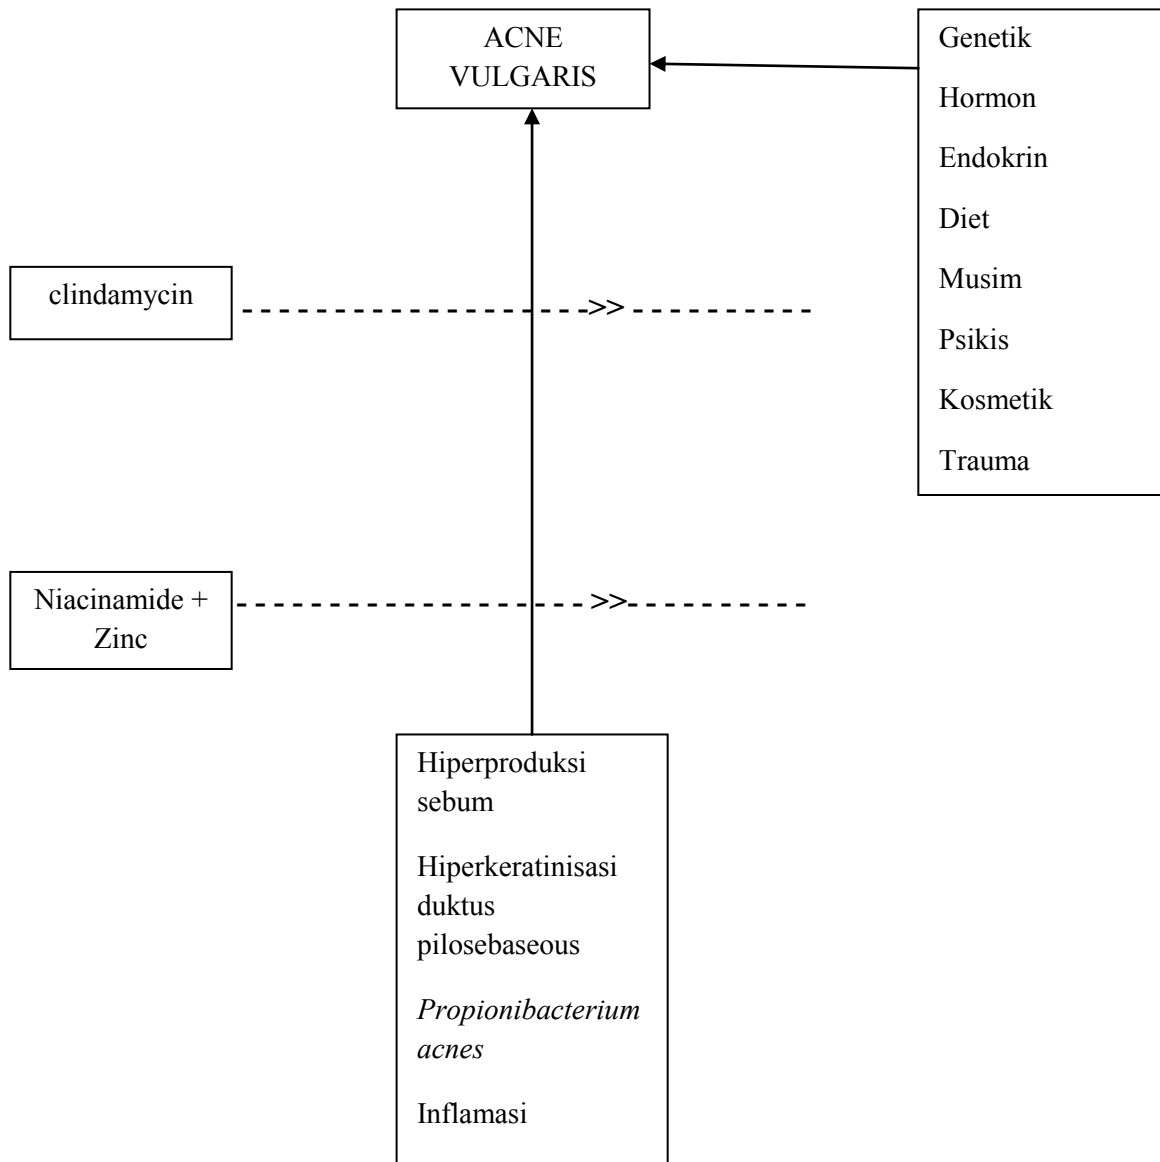 ACNE
VULGARIS
Genetik
Hormon
Endokrin
Diet
Musim
Psikis
Kosmetik
Trauma
clindamycin
>>
Niacinamide +
Zinc
>>
Hiperproduksi
sebum
Hiperkeratinisasi
duktus
pilosebaseous
Propionibacterium
acnes
Inflamasi